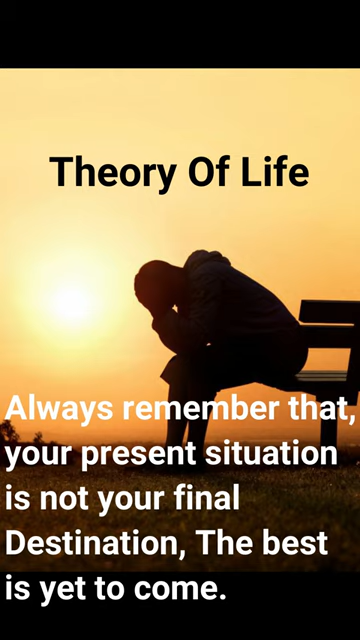 Theory Of Life
Always remember that,
your present situation
is not your final
Destination, The best
is yet to come.